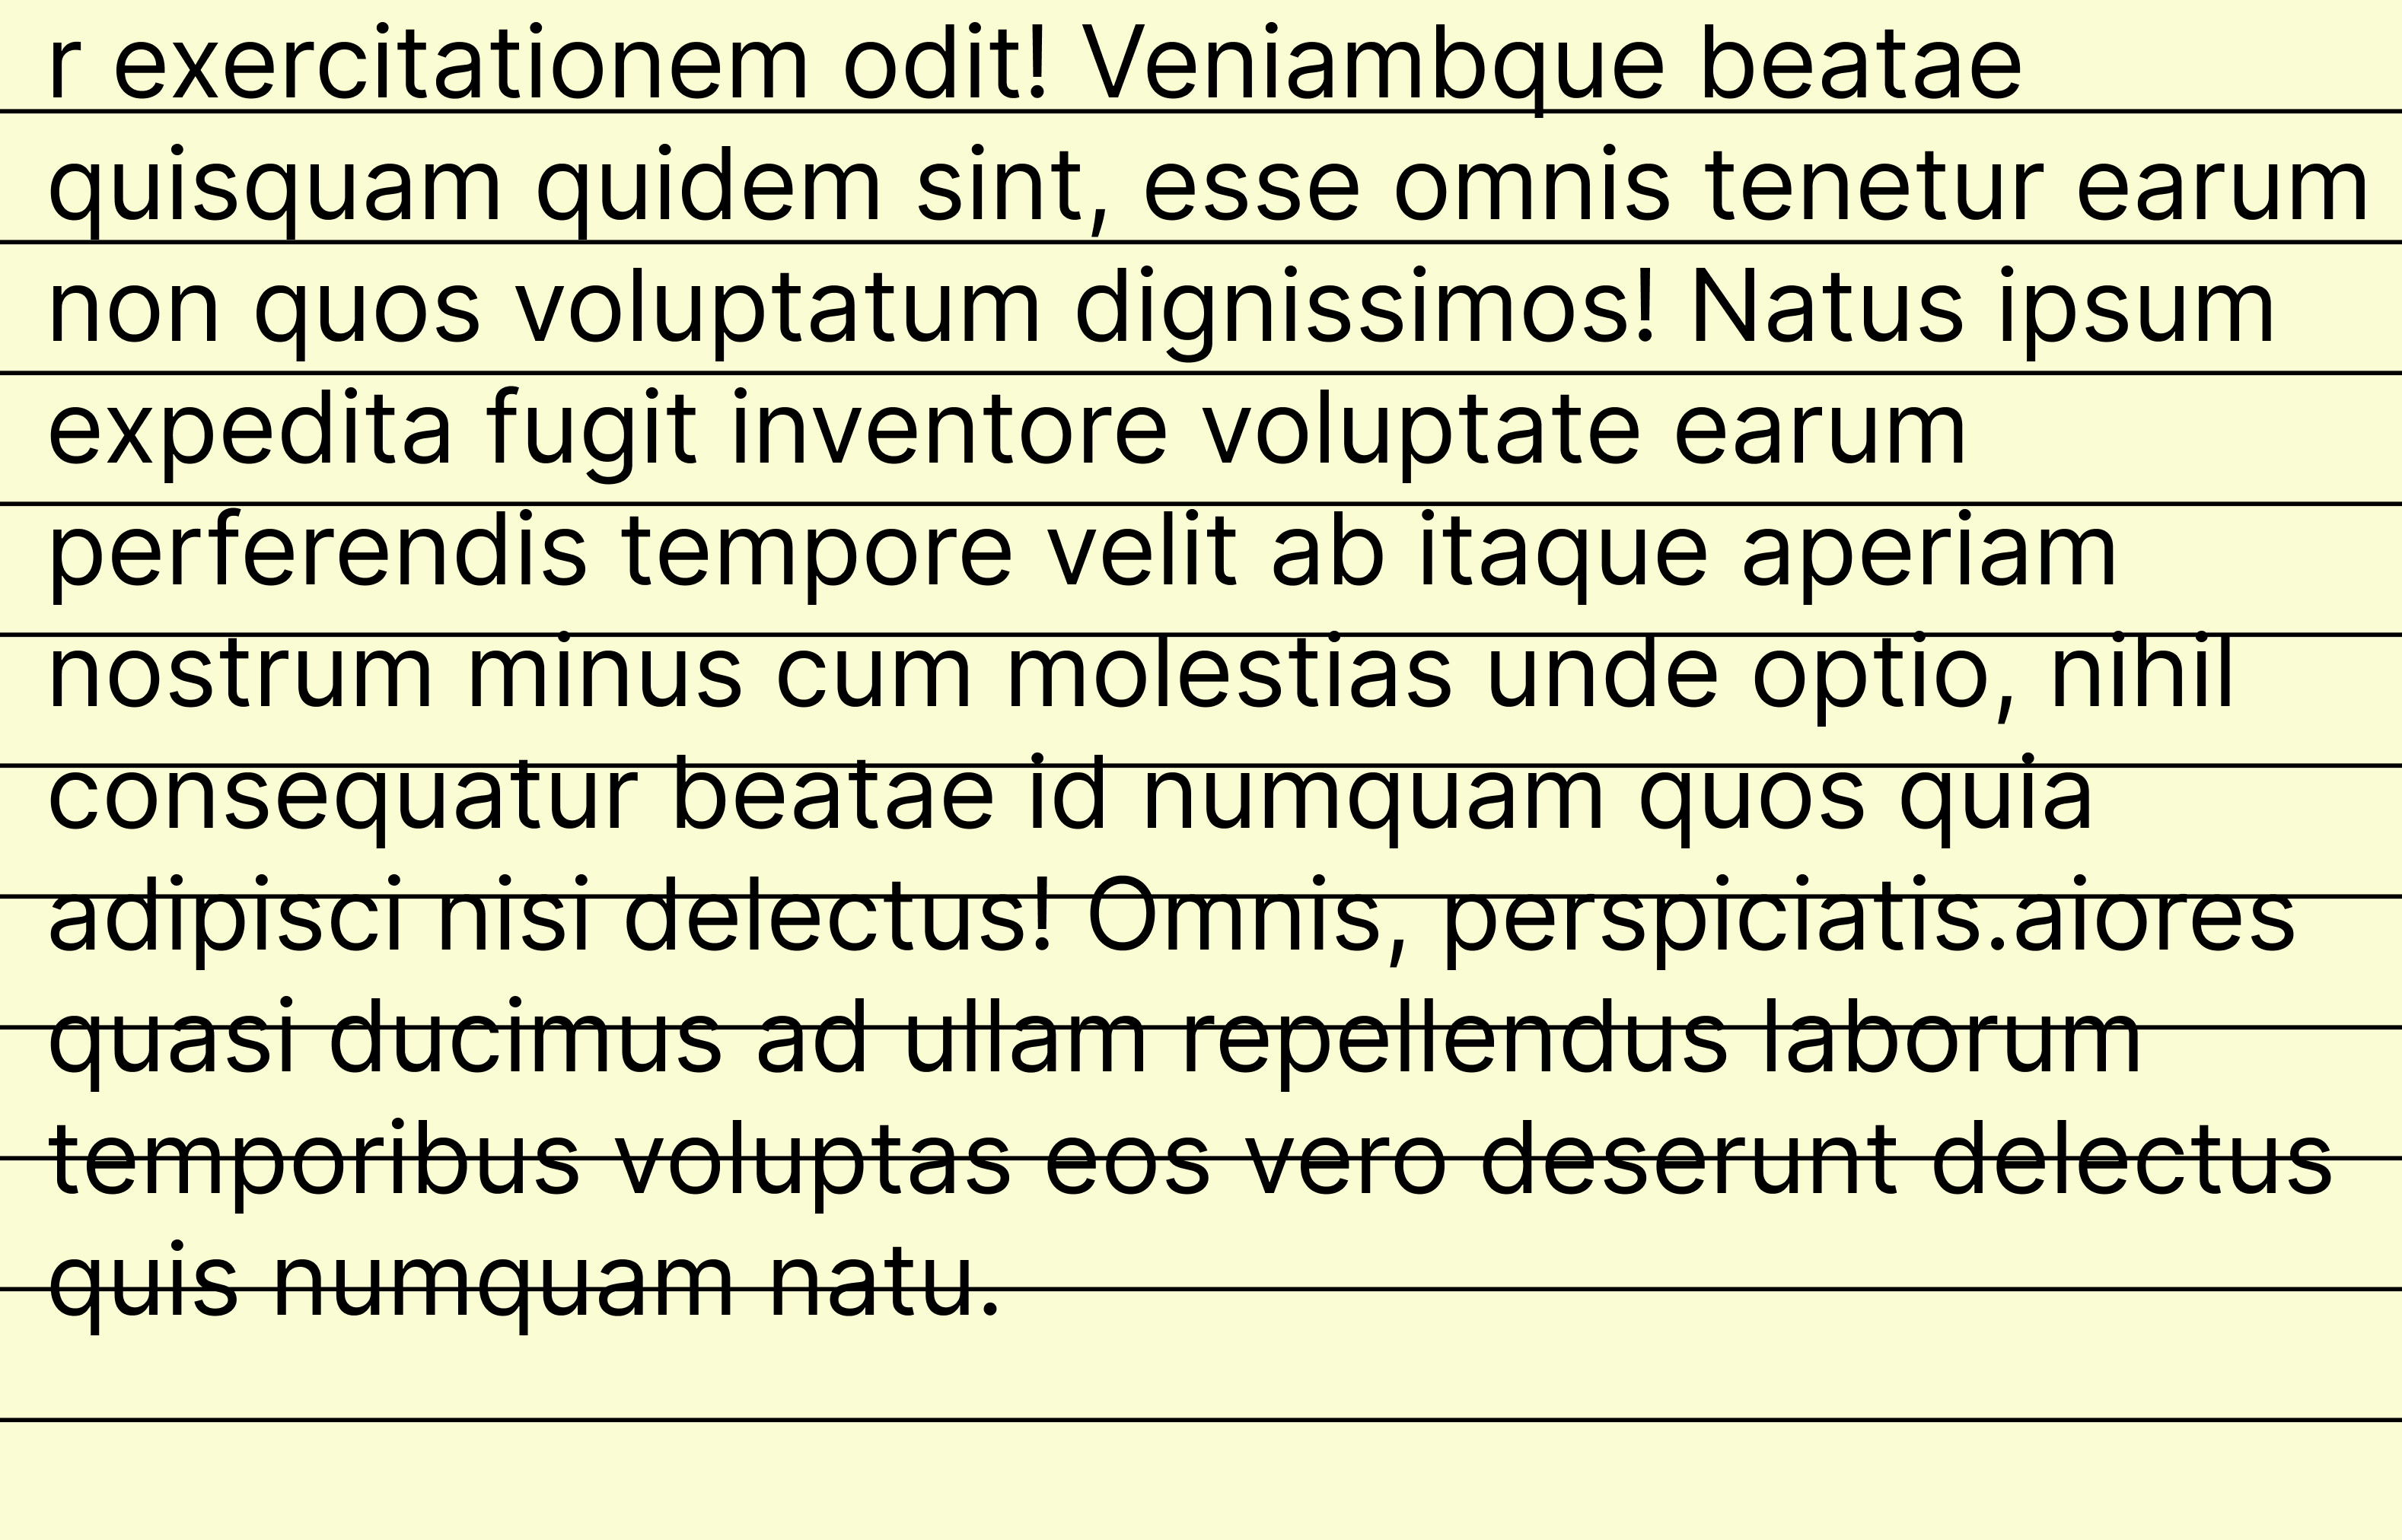 r exercitationem odit! Veniambque beatae
quisquam quidem sint, esse omnis tenetur earum
non quos voluptatum dignissimos! Natus ipsum
expedita fugit inventore voluptate earum
perferendis tempore velit ab itaque aperiam
nostrum minus cum molestias unde optio, nihil
consequatur beatae id numquam quos quia
adipisci nisi delectus! Omnis, perspiciatis.aiores
quasi ducimus ad ullam repellendus laborum
temporibus voluptas eos vero deserunt delectus
quis numquam natu.